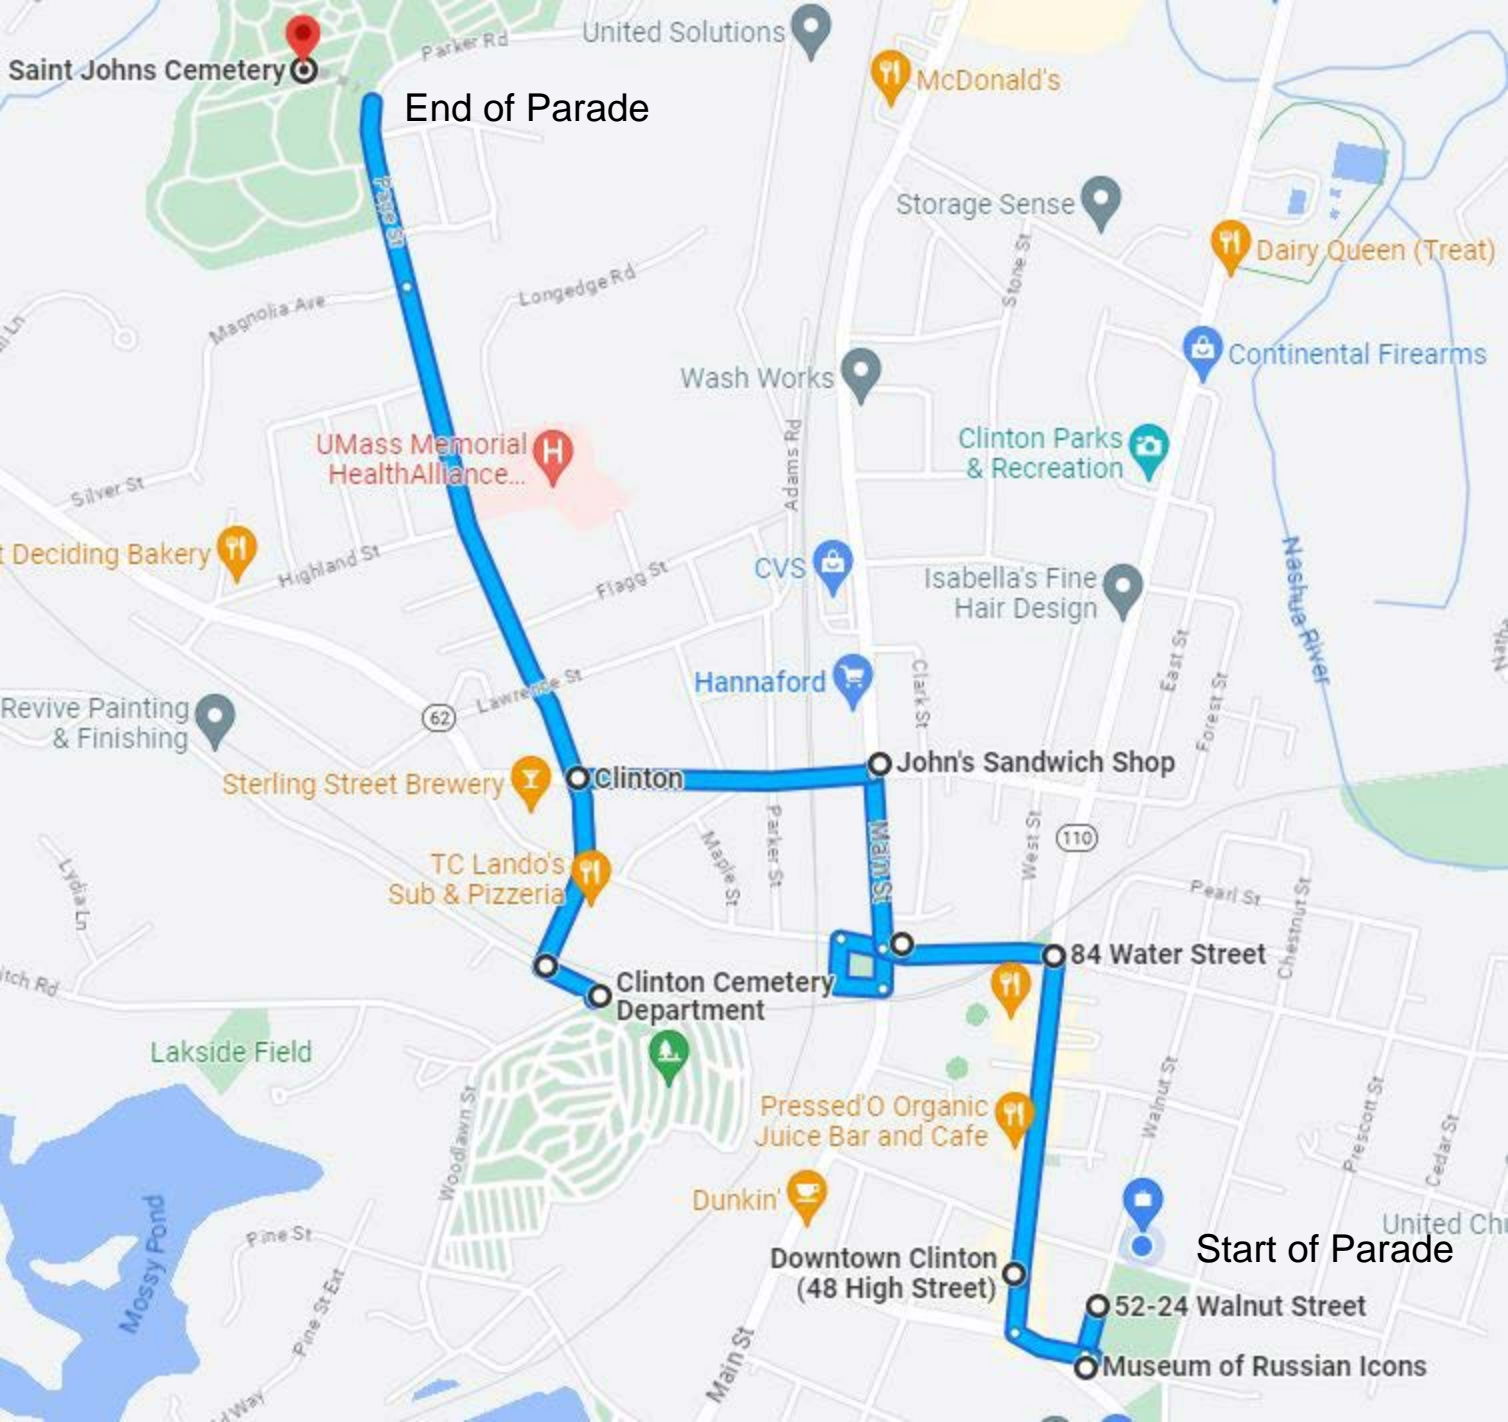 United Solutions
Parker Rd
Saint Johns Cemetery
McDonald's
End of Parade
Pare St
Storage Sense
Dairy Queen (Treat)
Stone St
Longedge Rd
Magnolia Ave
Continental Firearms
Wash Works
UMass Memorial
HealthAlliance...
Clinton Parks
& Recreation
Adams Rd
Silver St
t Deciding Bakery
Highland St
Flagg St
CVS
Isabella's Fine
Hair Design
Nashua River
East St
Forest St
Clark St
Lawrence St
Hannaford
62
Revive Painting
& Finishing
Sterling Street Brewery
Clinton
John's Sandwich Shop
Main St
Parker St
Maple St
West St
110
Lydia Ln
TC Lando's
Sub & Pizzeria
Pearl St
Chestnut St
84 Water Street
itch Rd
Clinton Cemetery
Department
Lakside Field
Woodlawn St
Walnut St
Prescott St
Cedar St
Pressed'O Organic
Juice Bar and Cafe
Dunkin'
Mossy Pond
Pine St
Pine St Ext
United Chu
Start of Parade
Downtown Clinton
(48 High Street)
52-24 Walnut Street
Main St
Museum of Russian Icons
d Way